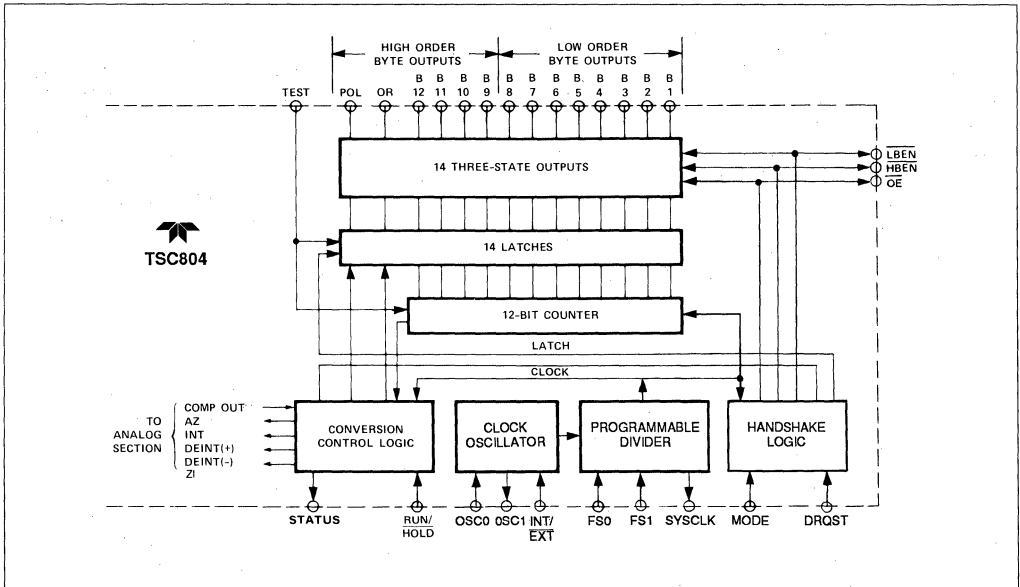 HIGH ORDER
BYTE OUTPUTS
LOW ORDER
BYTE OUTPUTS
TEST POL OR B 12 B 11 B 10 B 9 B 8 B 7 B 6 B 5 B 4 B 3 B 2 B 1
14 THREE-STATE OUTPUTS
LBEN
HBEN
OE
TSC804
14 LATCHES
12-BIT COUNTER
LATCH
CLOCK
TO
ANALOG
SECTION
COMP OUT
AZ
INT
DEINT(+)
DEINT(-)
ZI
CONVERSION
CONTROL LOGIC
CLOCK
OSCILLATOR
PROGRAMMABLE
DIVIDER
HANDSHAKE
LOGIC
STATUS
RUN/
HOLD
OSC0
OSC1
INT/
EXT
FS0
FS1
SYSCLK
MODE
DRQST